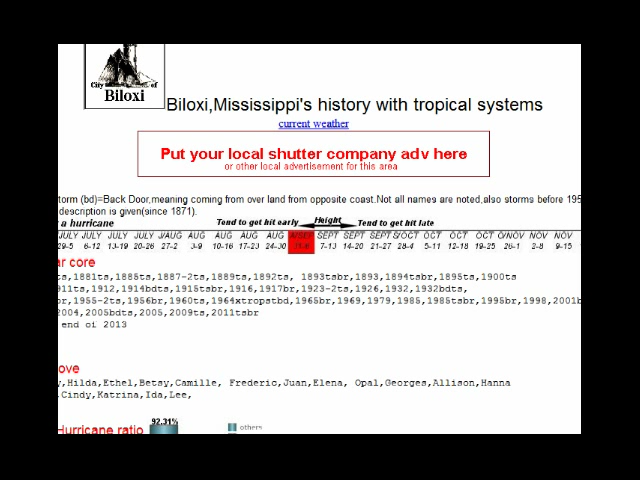 City of
Biloxi
Biloxi,Mississippi's history with tropical systems
current weather
Put your local shutter company adv here
or other local advertisement for this area
torm (bd)=Back Door,meaning coming from over land from opposite coast.Not all names are noted,also storms before 195
description is given(since 1871).
r a hurricane Tend to get hit early Height Tend to get hit late
JULY JULY JULY JULY J/AUG AUG AUG AUG AUG SEPT SEPT SEPT S/OCT OCT OCT OCT O/NOV NOV NOV
29-5 6-12 13-19 20-26 27-2 3-9 10-16 17-23 24-30 7-13 14-20 21-27 28-4 5-11 12-18 19-25 26-1 2-8 9-15
ar core
ts,1881ts,1885ts,1887-2ts,1889ts,1892ts, 1893tsbr,1893,1894tsbr,1895ts,1900ts
911ts,1912,1914bdts,1915tsbr,1916,1917br,1923-2ts,1926,1932,1932bdts,
br,1955-2ts,1956br,1960ts,1964xtropstbd,1965br,1969,1979,1985,1985tsbr,1995br,1998,2001b
2004,2005bdts,2005,2009ts,2011tsbr
end of 2013
ove
y,Hilda,Ethel,Betsy,Camille, Frederic,Juan,Elena, Opal,Georges,Allison,Hanna
,Cindy,Katrina,Ida,Lee,
Hurricane ratio 92.31% others